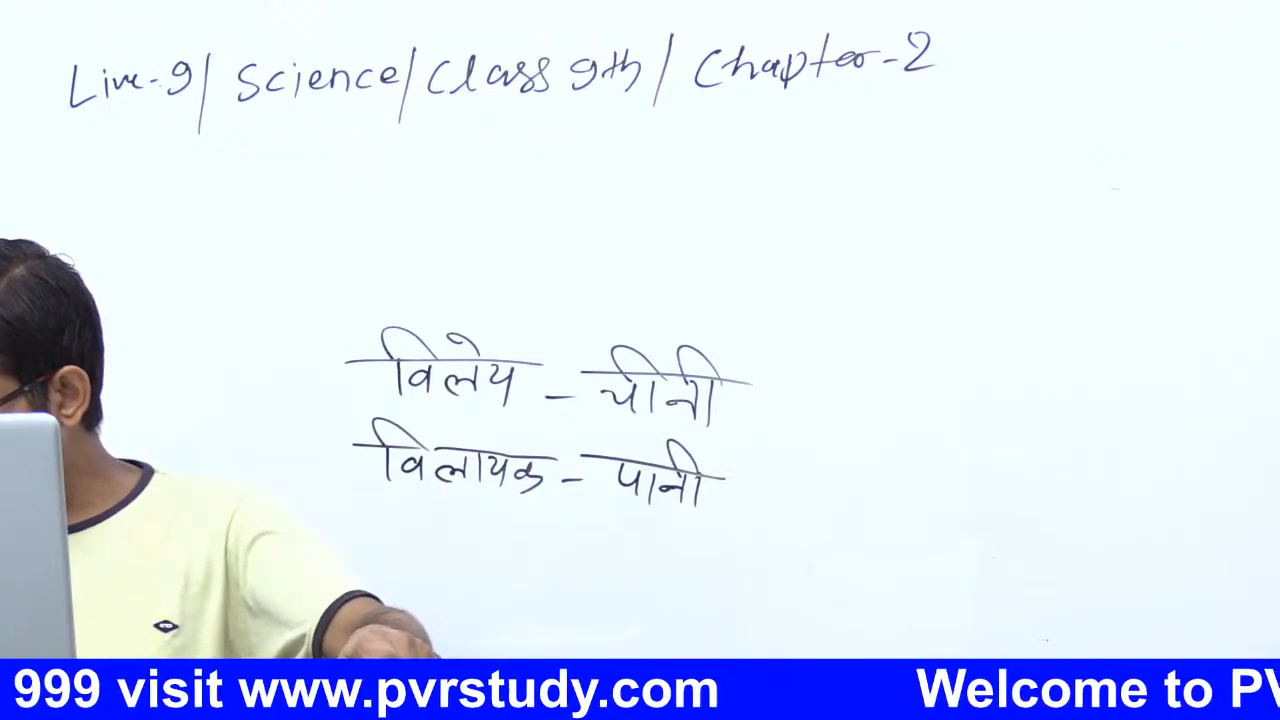 Live-9/ Science/Class 9th/ Chapter-2
विलेय – चीनी
विलायक – पानी
999 visit www.pvrstudy.com Welcome to PV